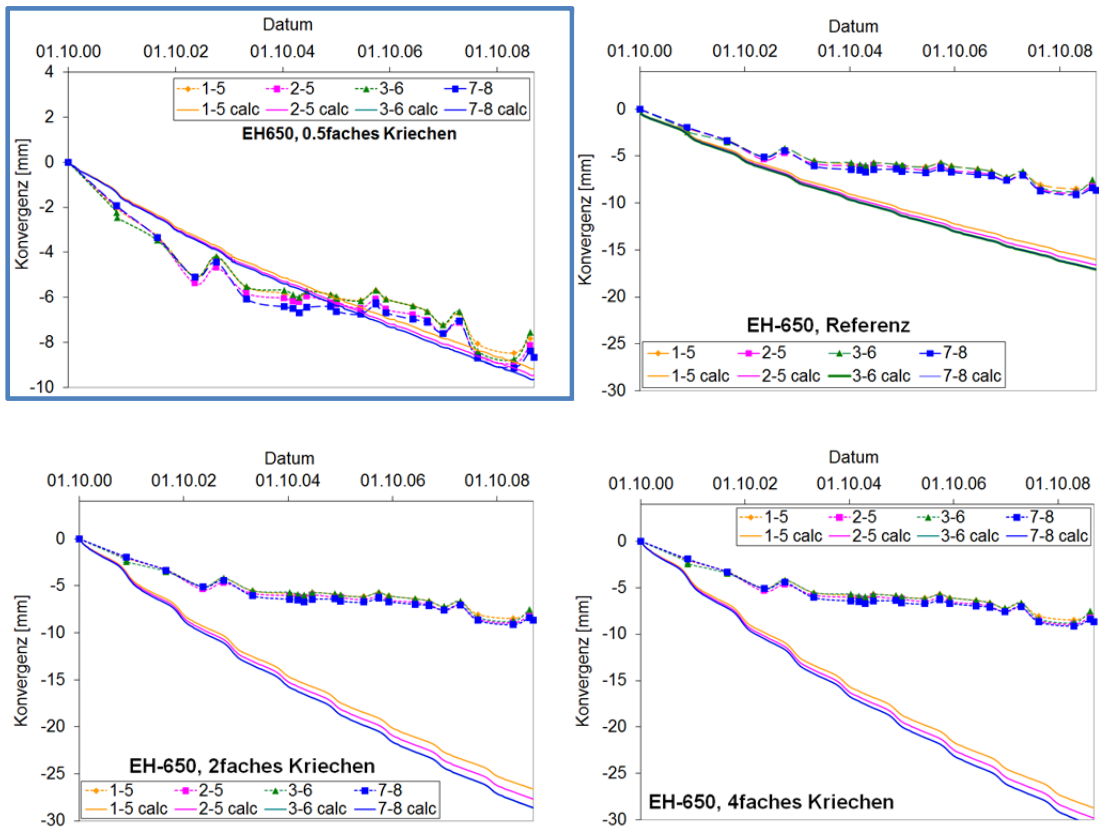 Datum
01.10.00 01.10.02 01.10.04 01.10.06 01.10.08
4
2
0
-2
-4
-6
-8
-10
Konvergenz [mm]
1-5 2-5 3-6 7-8
1-5 calc 2-5 calc 3-6 calc 7-8 calc
EH650, 0.5faches Kriechen
Datum
01.10.00 01.10.02 01.10.04 01.10.06 01.10.08
0
-5
-10
-15
-20
-25
-30
Konvergenz [mm]
EH-650, Referenz
1-5 2-5 3-6 7-8
1-5 calc 2-5 calc 3-6 calc 7-8 calc
Datum
01.10.00 01.10.02 01.10.04 01.10.06 01.10.08
0
-5
-10
-15
-20
-25
-30
Konvergenz [mm]
EH-650, 2faches Kriechen
1-5 2-5 3-6 7-8
1-5 calc 2-5 calc 3-6 calc 7-8 calc
Datum
01.10.00 01.10.02 01.10.04 01.10.06 01.10.08
1-5 2-5 3-6 7-8
1-5 calc 2-5 calc 3-6 calc 7-8 calc
0
-5
-10
-15
-20
-25
-30
Konvergenz [mm]
EH-650, 4faches Kriechen